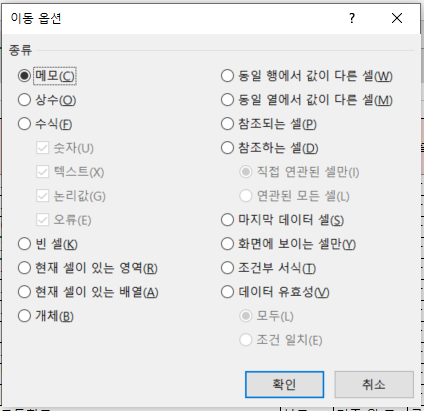 이동 옵션
종류
메모(C)
상수(O)
수식(F)
숫자(U)
텍스트(X)
논리값(G)
오류(E)
빈 셀(K)
현재 셀이 있는 영역(R)
현재 셀이 있는 배열(A)
개체(B)
동일 행에서 값이 다른 셀(W)
동일 열에서 값이 다른 셀(M)
참조되는 셀(P)
참조하는 셀(D)
직접 연관된 셀만(I)
연관된 모든 셀(L)
마지막 데이터 셀(S)
화면에 보이는 셀만(Y)
조건부 서식(T)
데이터 유효성(V)
모두(L)
조건 일치(E)
확인
취소